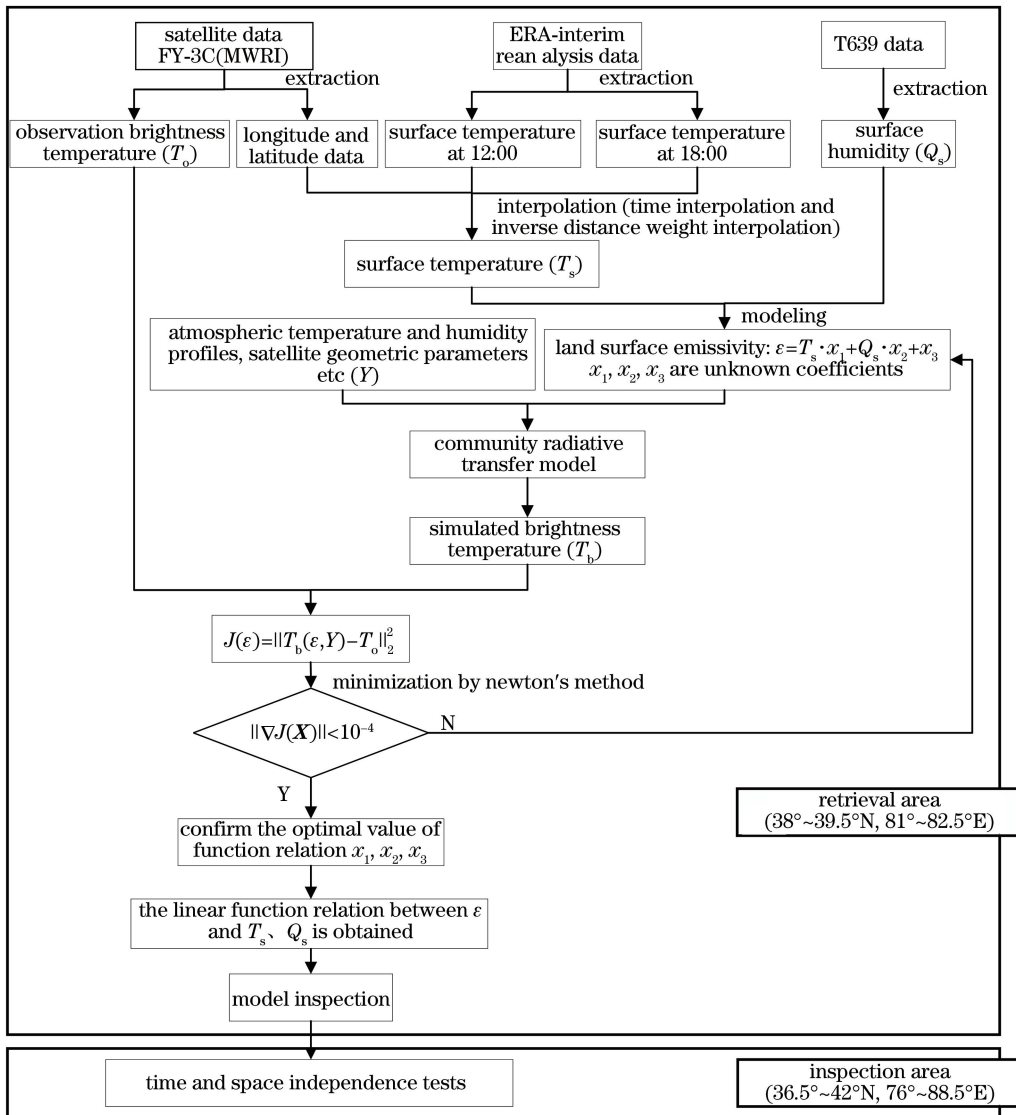 satellite data
FY-3C(MWRI)
ERA-interim
rean alysis data
T639 data
extraction
extraction
extraction
observation brightness
temperature (Tₒ)
longitude and
latitude data
surface temperature
at 12:00
surface temperature
at 18:00
surface
humidity (Qₛ)
interpolation (time interpolation and
inverse distance weight interpolation)
surface temperature (Tₛ)
modeling
atmospheric temperature and humidity
profiles, satellite geometric parameters
etc (Y)
land surface emissivity: ε=Tₛ·x₁+Qₛ·x₂+x₃
x₁, x₂, x₃ are unknown coefficients
community radiative
transfer model
simulated brightness
temperature (T_b)
J(ε)=||T_b(ε,Y)−Tₒ||₂²
minimization by newton's method
||∇J(X)||<10⁻⁴
N
Y
confirm the optimal value of
function relation x₁, x₂, x₃
the linear function relation between ε
and Tₛ、Qₛ is obtained
model inspection
retrieval area
(38°~39.5°N, 81°~82.5°E)
time and space independence tests
inspection area
(36.5°~42°N, 76°~88.5°E)